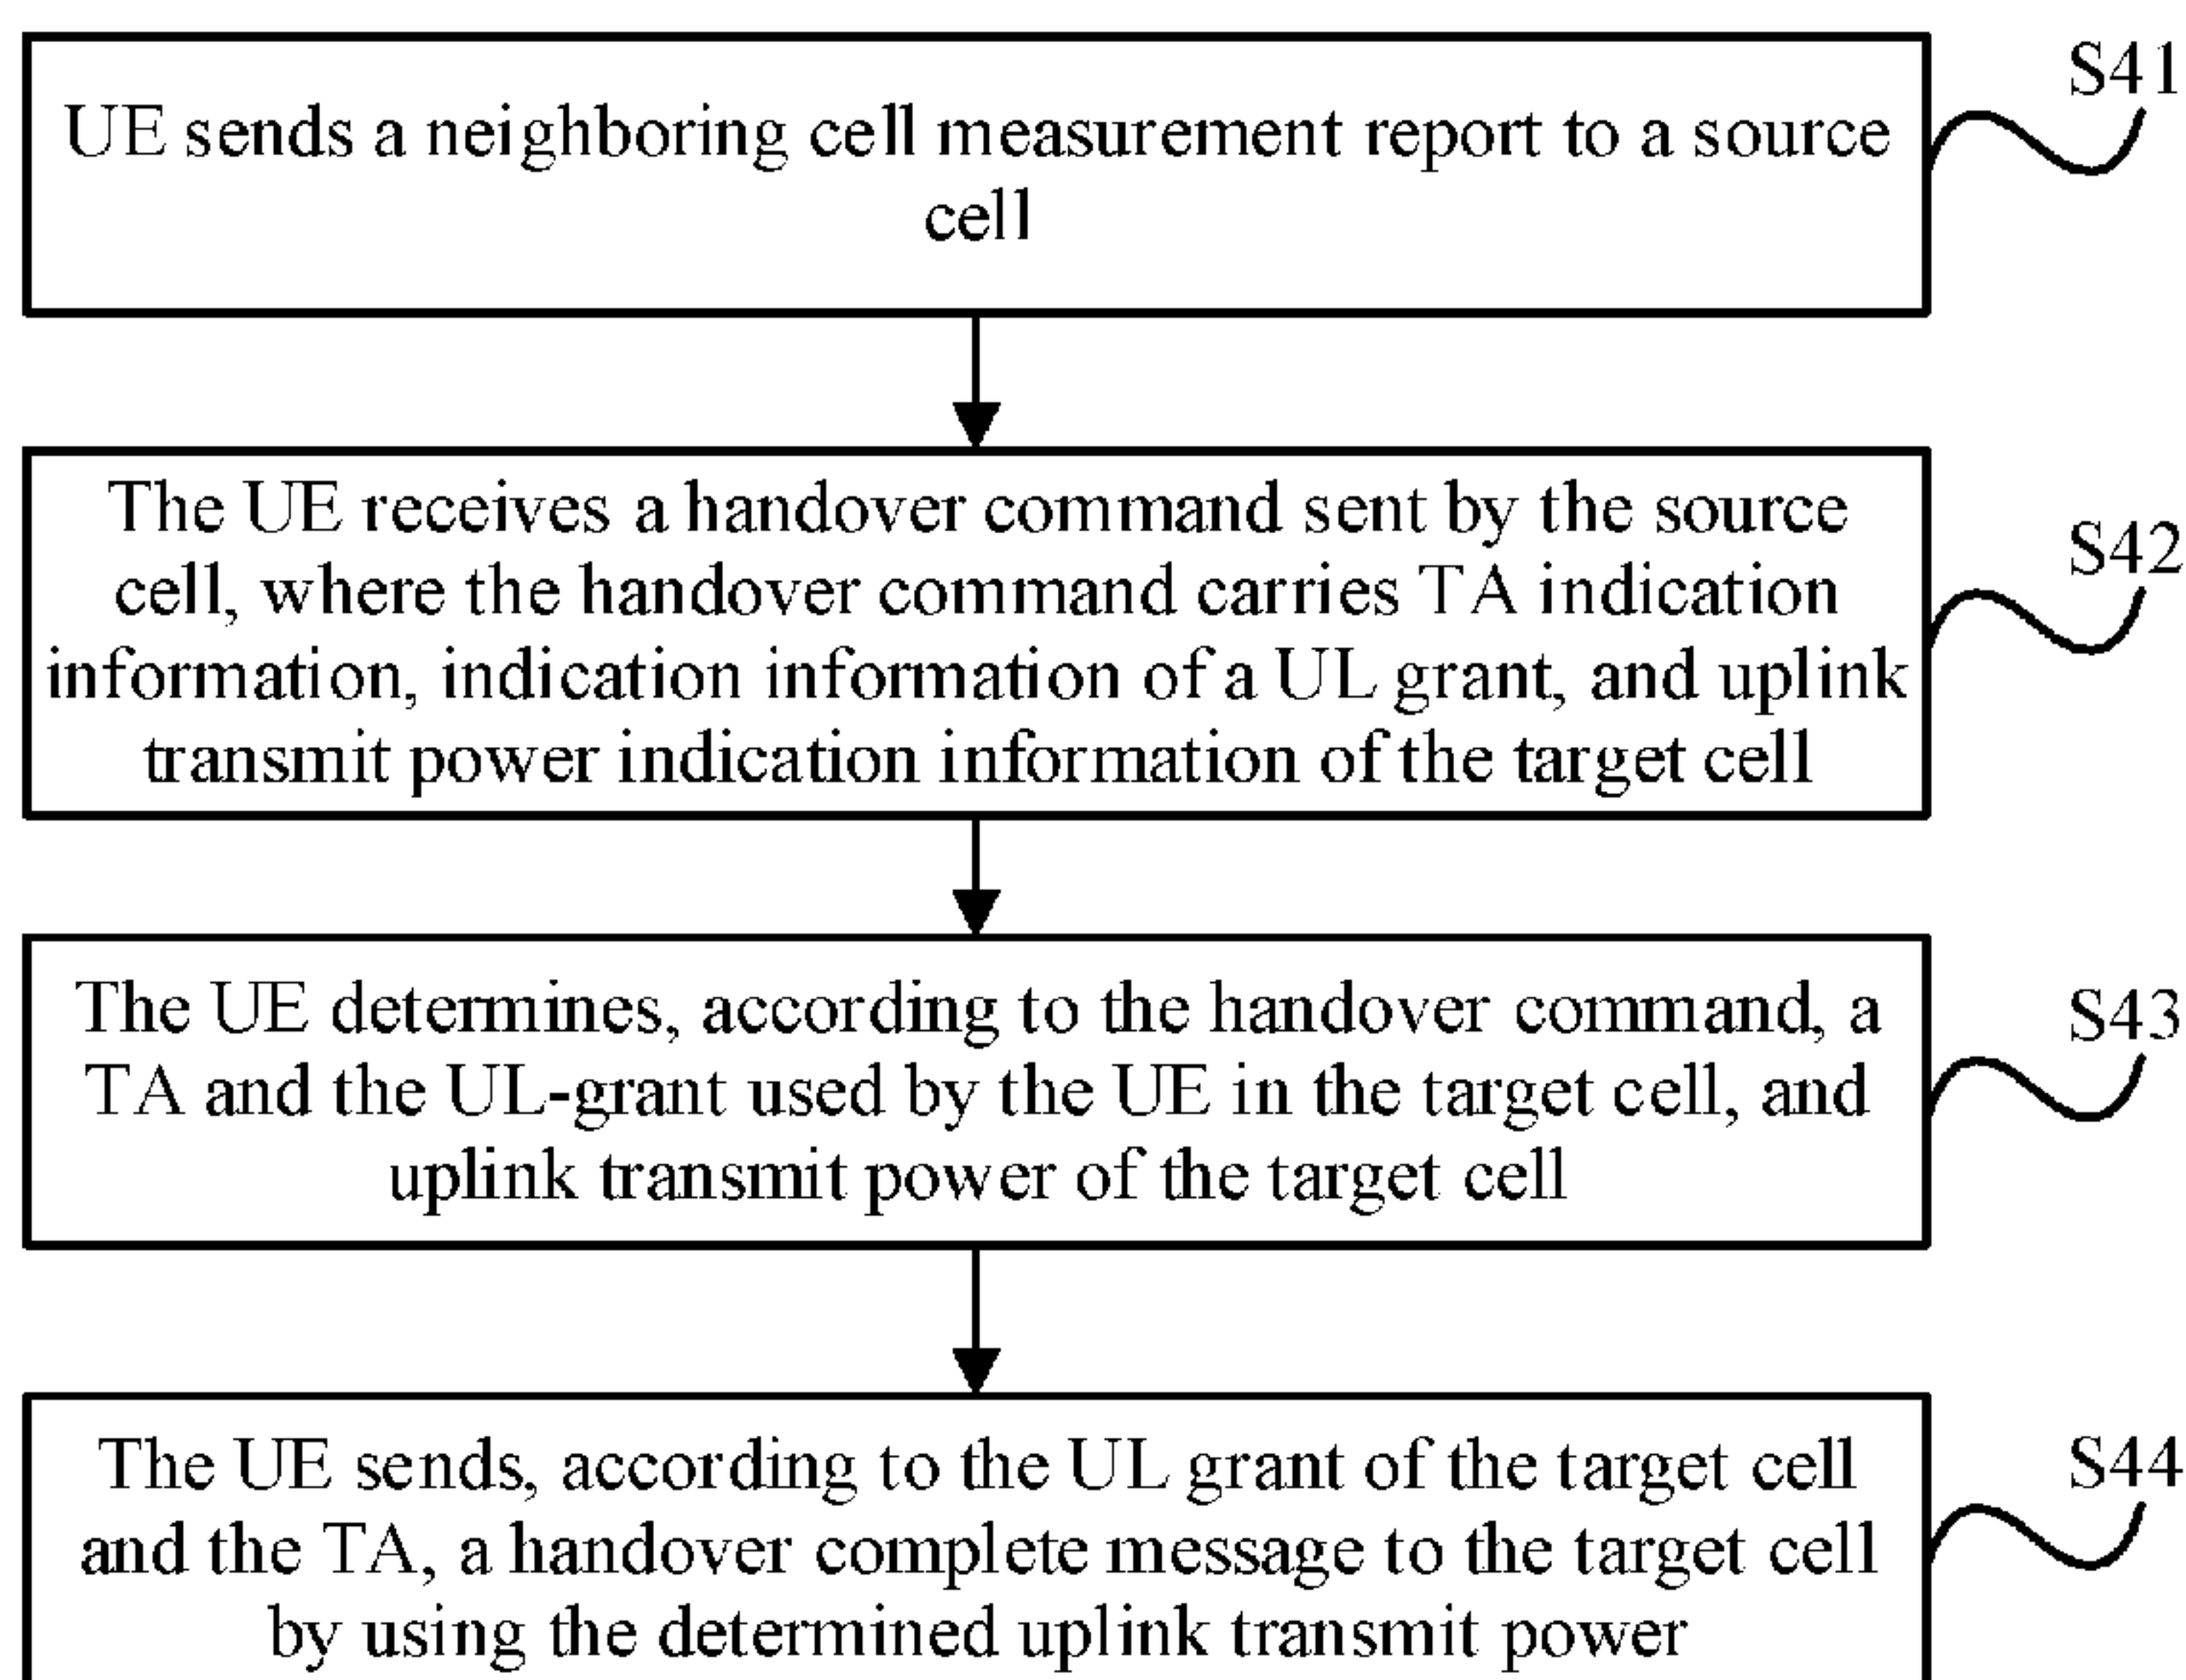 UE sends a neighboring cell measurement report to a source
cell
S41
The UE receives a handover command sent by the source
cell, where the handover command carries TA indication
information, indication information of a UL grant, and uplink
transmit power indication information of the target cell
S42
The UE determines, according to the handover command, a
TA and the UL-grant used by the UE in the target cell, and
uplink transmit power of the target cell
S43
The UE sends, according to the UL grant of the target cell
and the TA, a handover complete message to the target cell
by using the determined uplink transmit power
S44